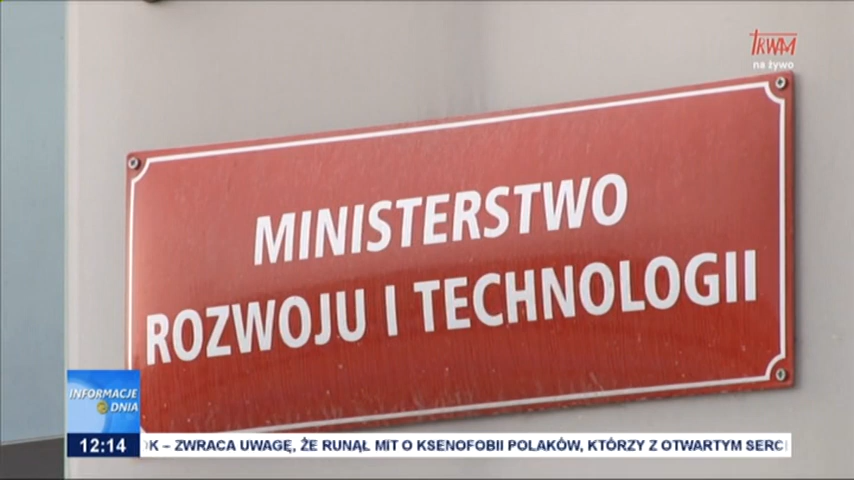 TRWAM
na żywo
MINISTERSTWO
ROZWOJU I TECHNOLOGII
INFORMACJE
DNIA
12:14
– ZWRACA UWAGĘ, ŻE RUNĄŁ MIT O KSENOFOBII POLAKÓW, KTÓRZY Z OTWARTYM